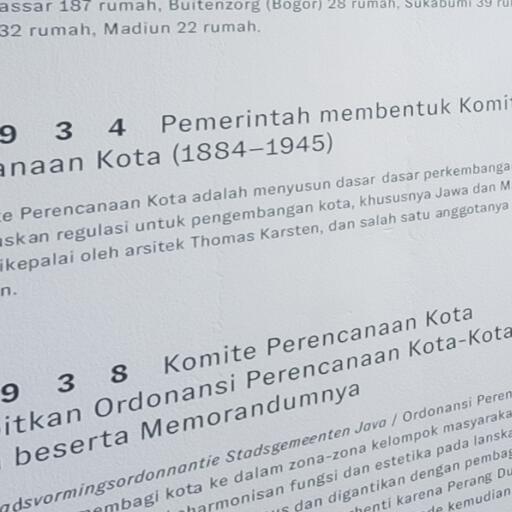 assar 187 rumah, Buitenzorg (Bogor) 28 rumah, Sukabumi 39
32 rumah, Madiun 22 rumah.
9 3 4 Pemerintah membentuk Komi
anaan Kota (1884–1945)
e Perencanaan Kota adalah menyusun dasar dasar perkembanga
uskan regulasi untuk pengembangan kota, khususnya Jawa dan M
ikepalai oleh arsitek Thomas Karsten, dan salah satu anggotanya
n.
9 3 8 Komite Perencanaan Kota
itkan Ordonansi Perencanaan Kota-Kota
beserta Memorandumnya
adsvormingsordonnantie Stadsgemeenten Java / Ordonansi Peren
embagi kota ke dalam zona-zona kelompok masyaraka
harmonisan fungsi dan estetika pada lanska
s dan digantikan dengan pembag
henti karena Perang Du
de kemudian